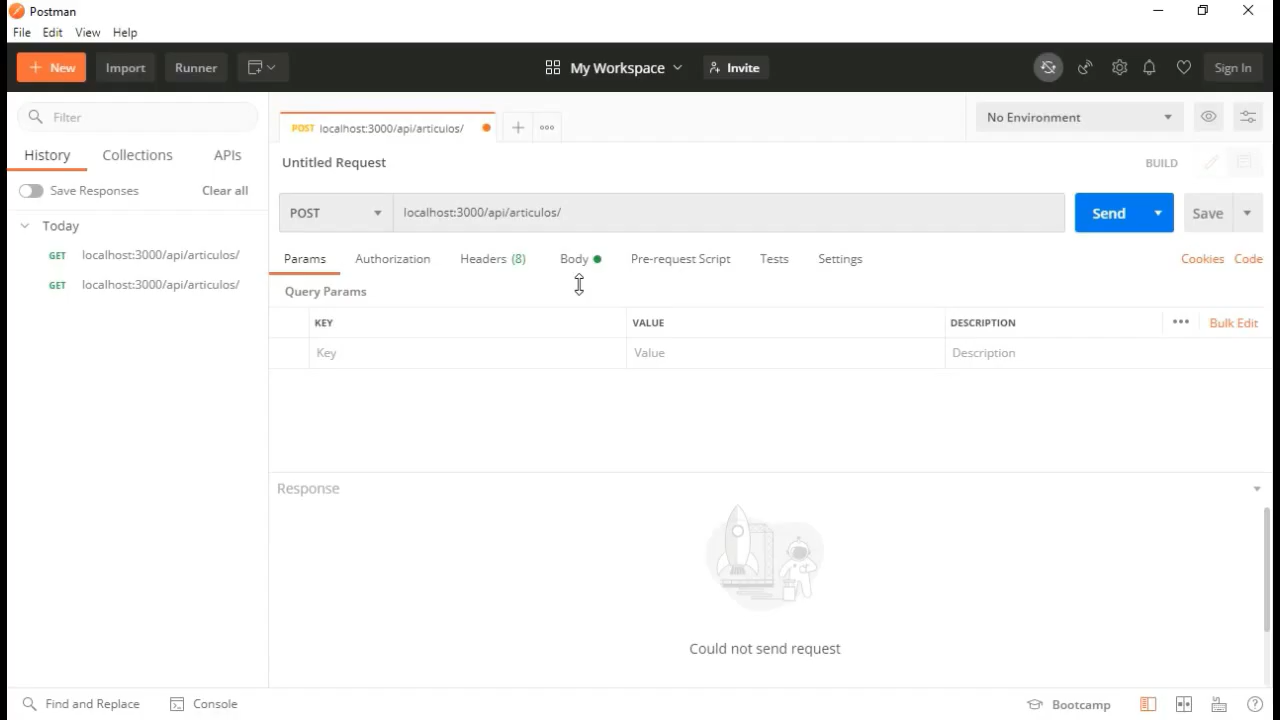 Postman
File Edit View Help
New Import Runner My Workspace Invite Sign In
Filter
History Collections APIs
Save Responses Clear all
Today
GET localhost:3000/api/articulos/
GET localhost:3000/api/articulos/
POST localhost:3000/api/articulos/
No Environment
Untitled Request
BUILD
POST localhost:3000/api/articulos/ Send Save
Params Authorization Headers (8) Body Pre-request Script Tests Settings Cookies Code
Query Params
KEY VALUE DESCRIPTION Bulk Edit
Key Value Description
Response
Could not send request
Find and Replace Console Bootcamp